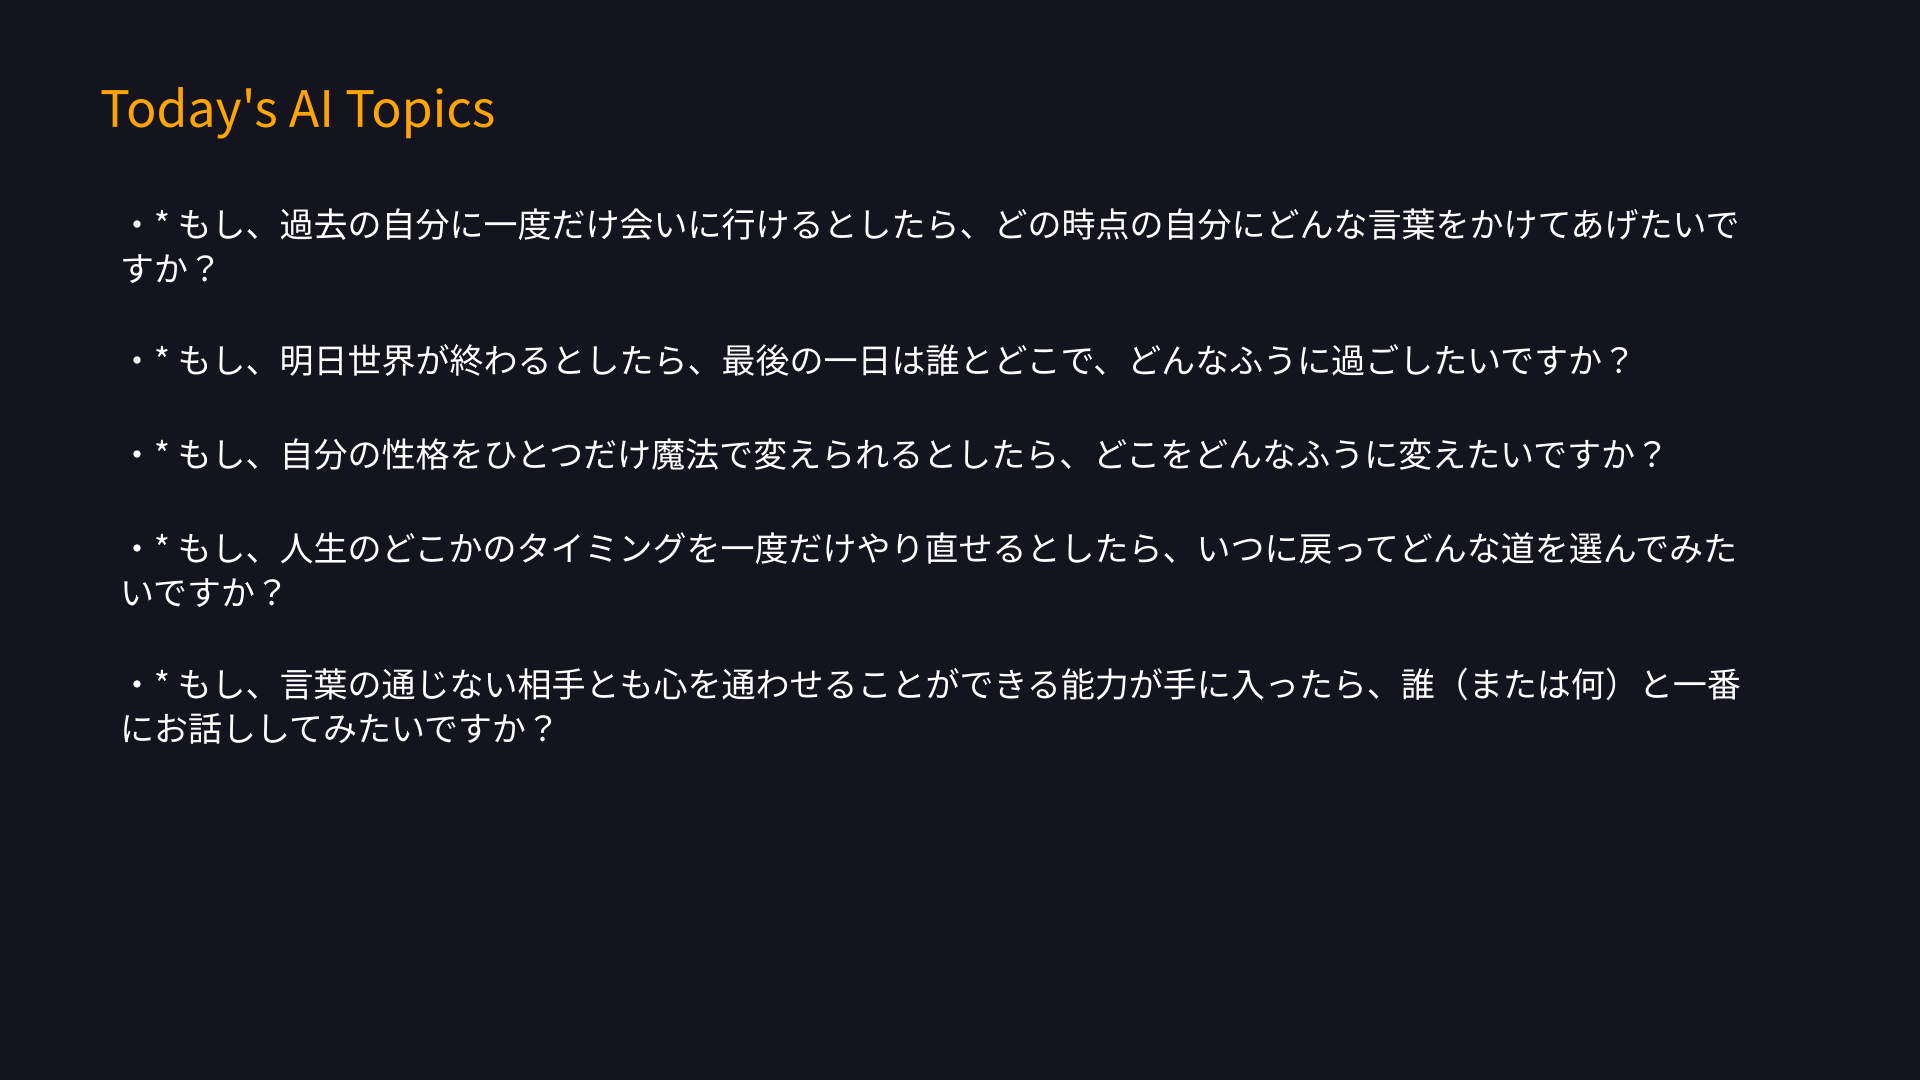 Today's AI Topics
・* もし、過去の自分に一度だけ会いに行けるとしたら、どの時点の自分にどんな言葉をかけてあげたいで
すか？
・* もし、明日世界が終わるとしたら、最後の一日は誰とどこで、どんなふうに過ごしたいですか？
・* もし、自分の性格をひとつだけ魔法で変えられるとしたら、どこをどんなふうに変えたいですか？
・* もし、人生のどこかのタイミングを一度だけやり直せるとしたら、いつに戻ってどんな道を選んでみた
いですか？
・* もし、言葉の通じない相手とも心を通わせることができる能力が手に入ったら、誰（または何）と一番
にお話ししてみたいですか？